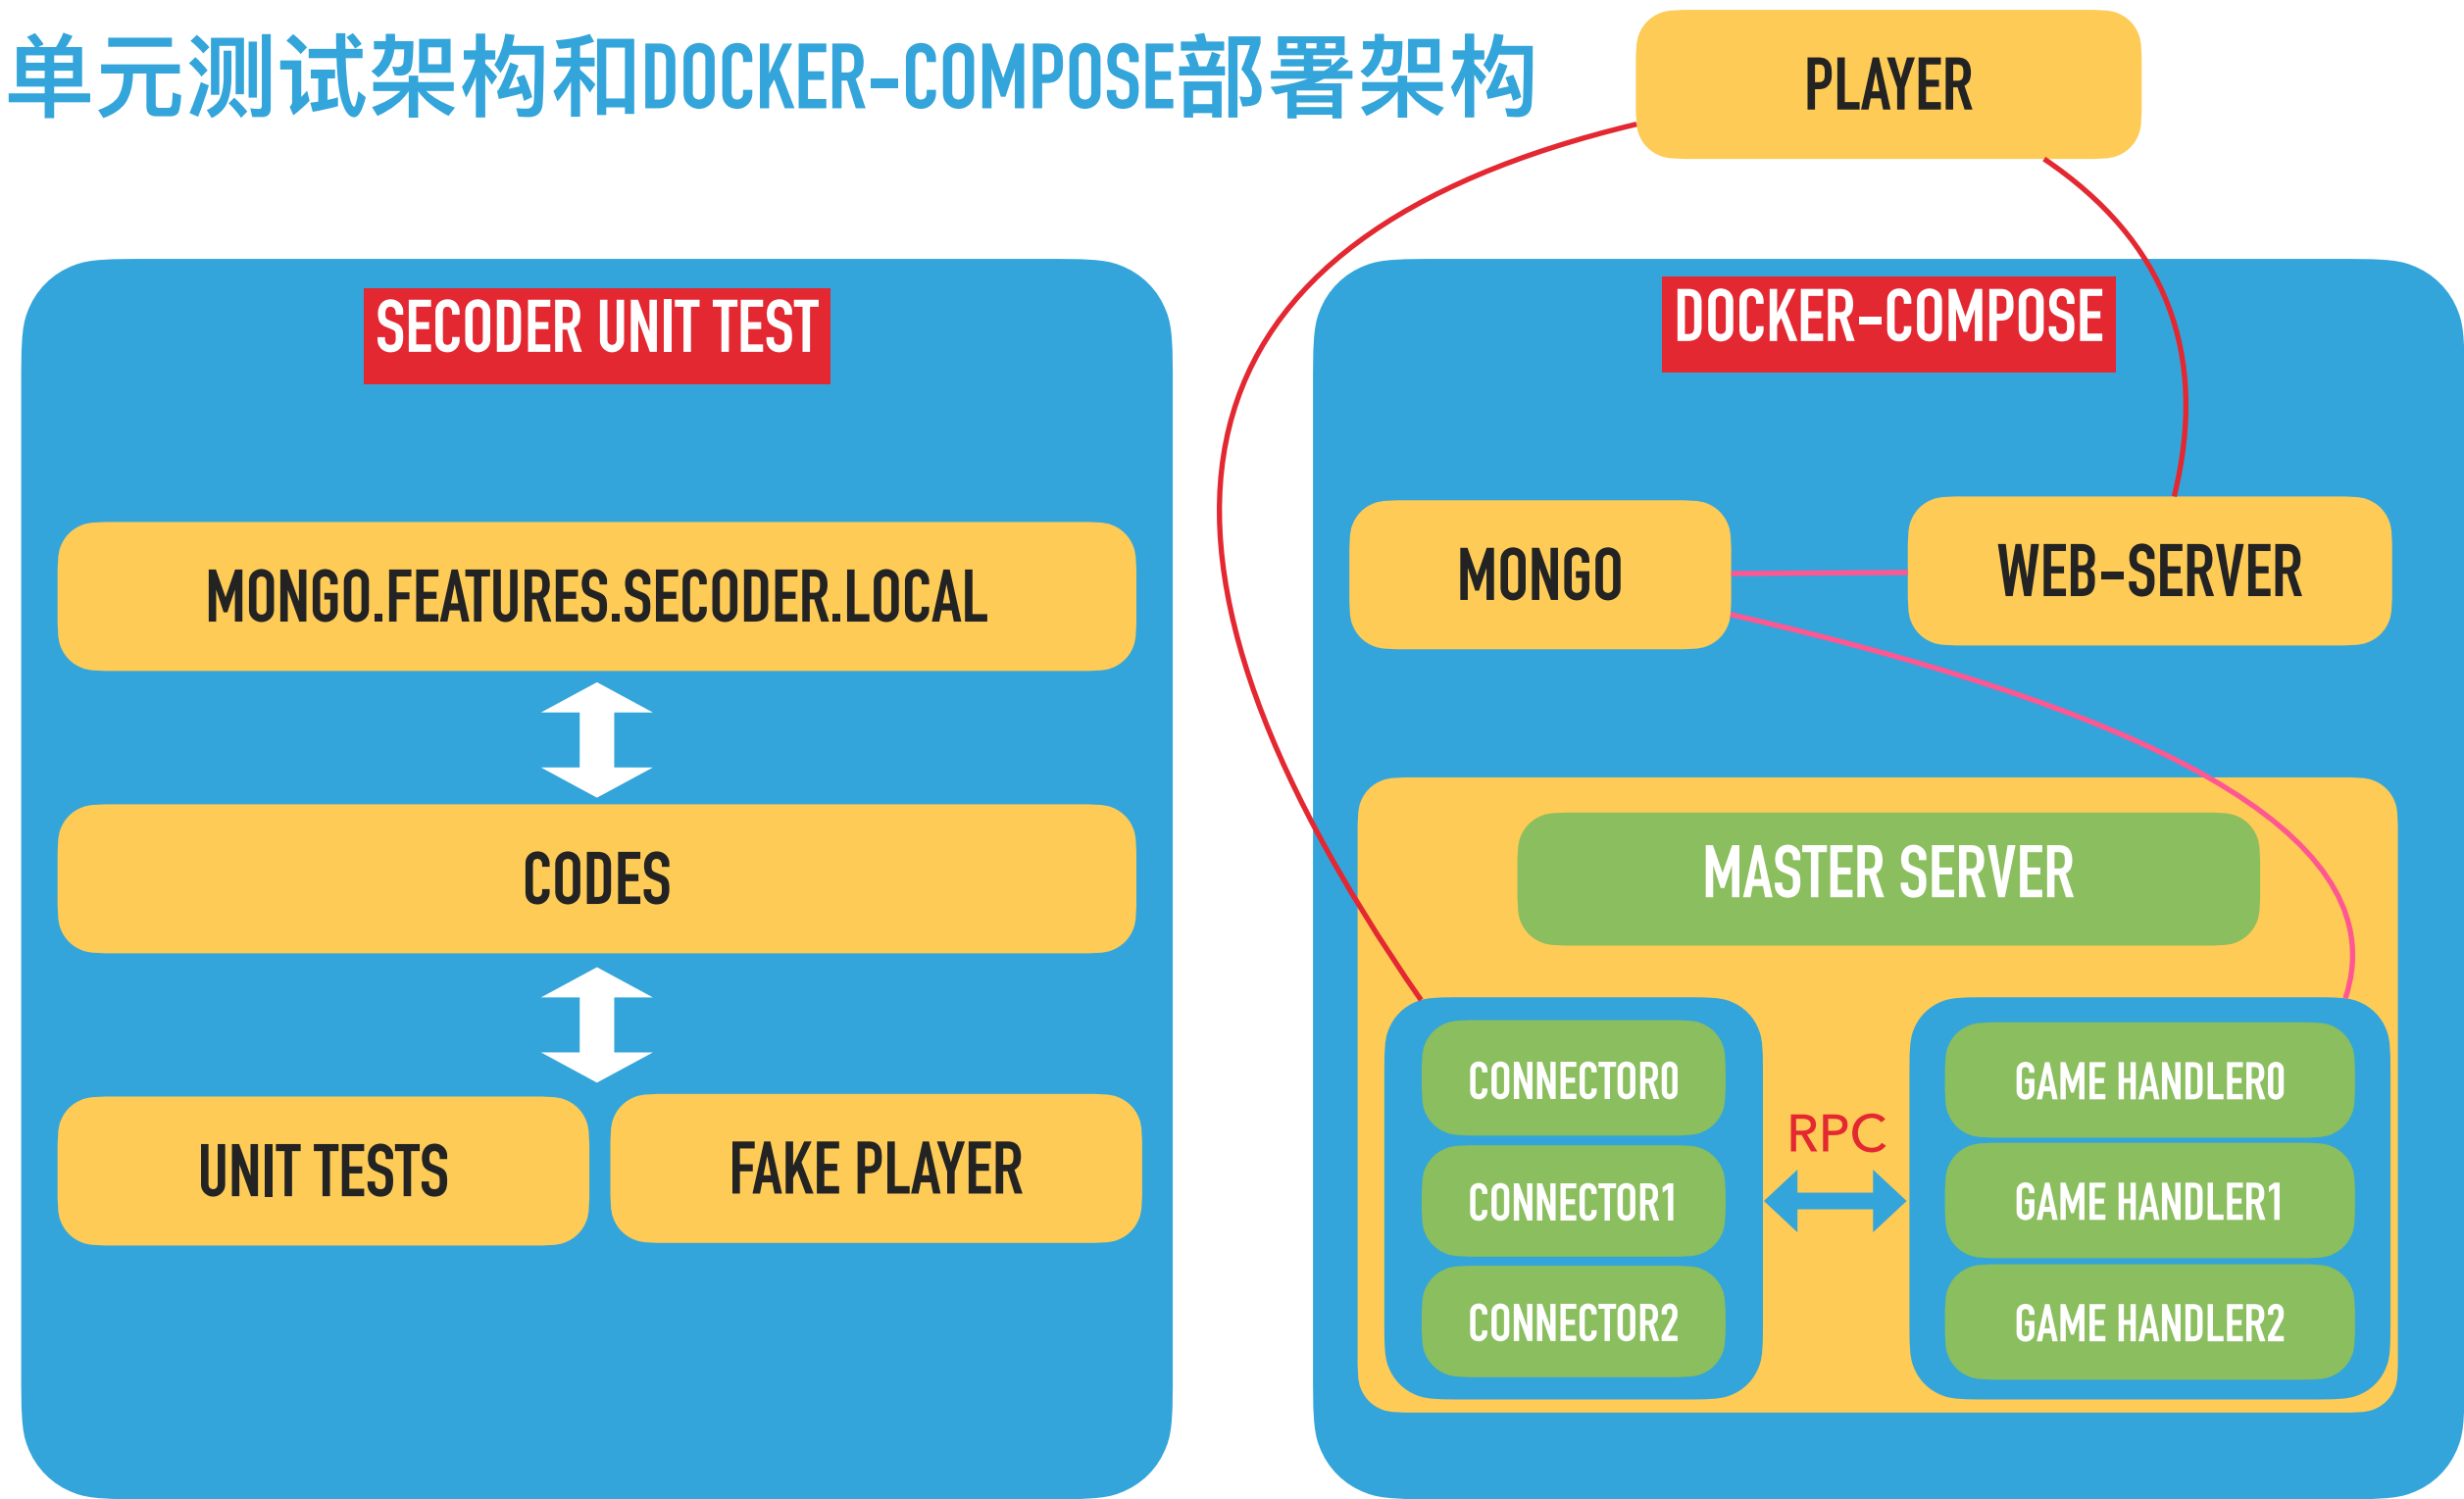 单元测试架构和DOCKER-COMPOSE部署架构
PLAYER
SECODER UNIT TEST
MONGO.FEATURES.SECODER.LOCAL
CODES
UNIT TESTS
FAKE PLAYER
DOCKER-COMPOSE
MONGO
WEB-SERVER
MASTER SERVER
CONNECTOR0
CONNECTOR1
CONNECTOR2
RPC
GAME HANDLER0
GAME HANDLER1
GAME HANDLER2